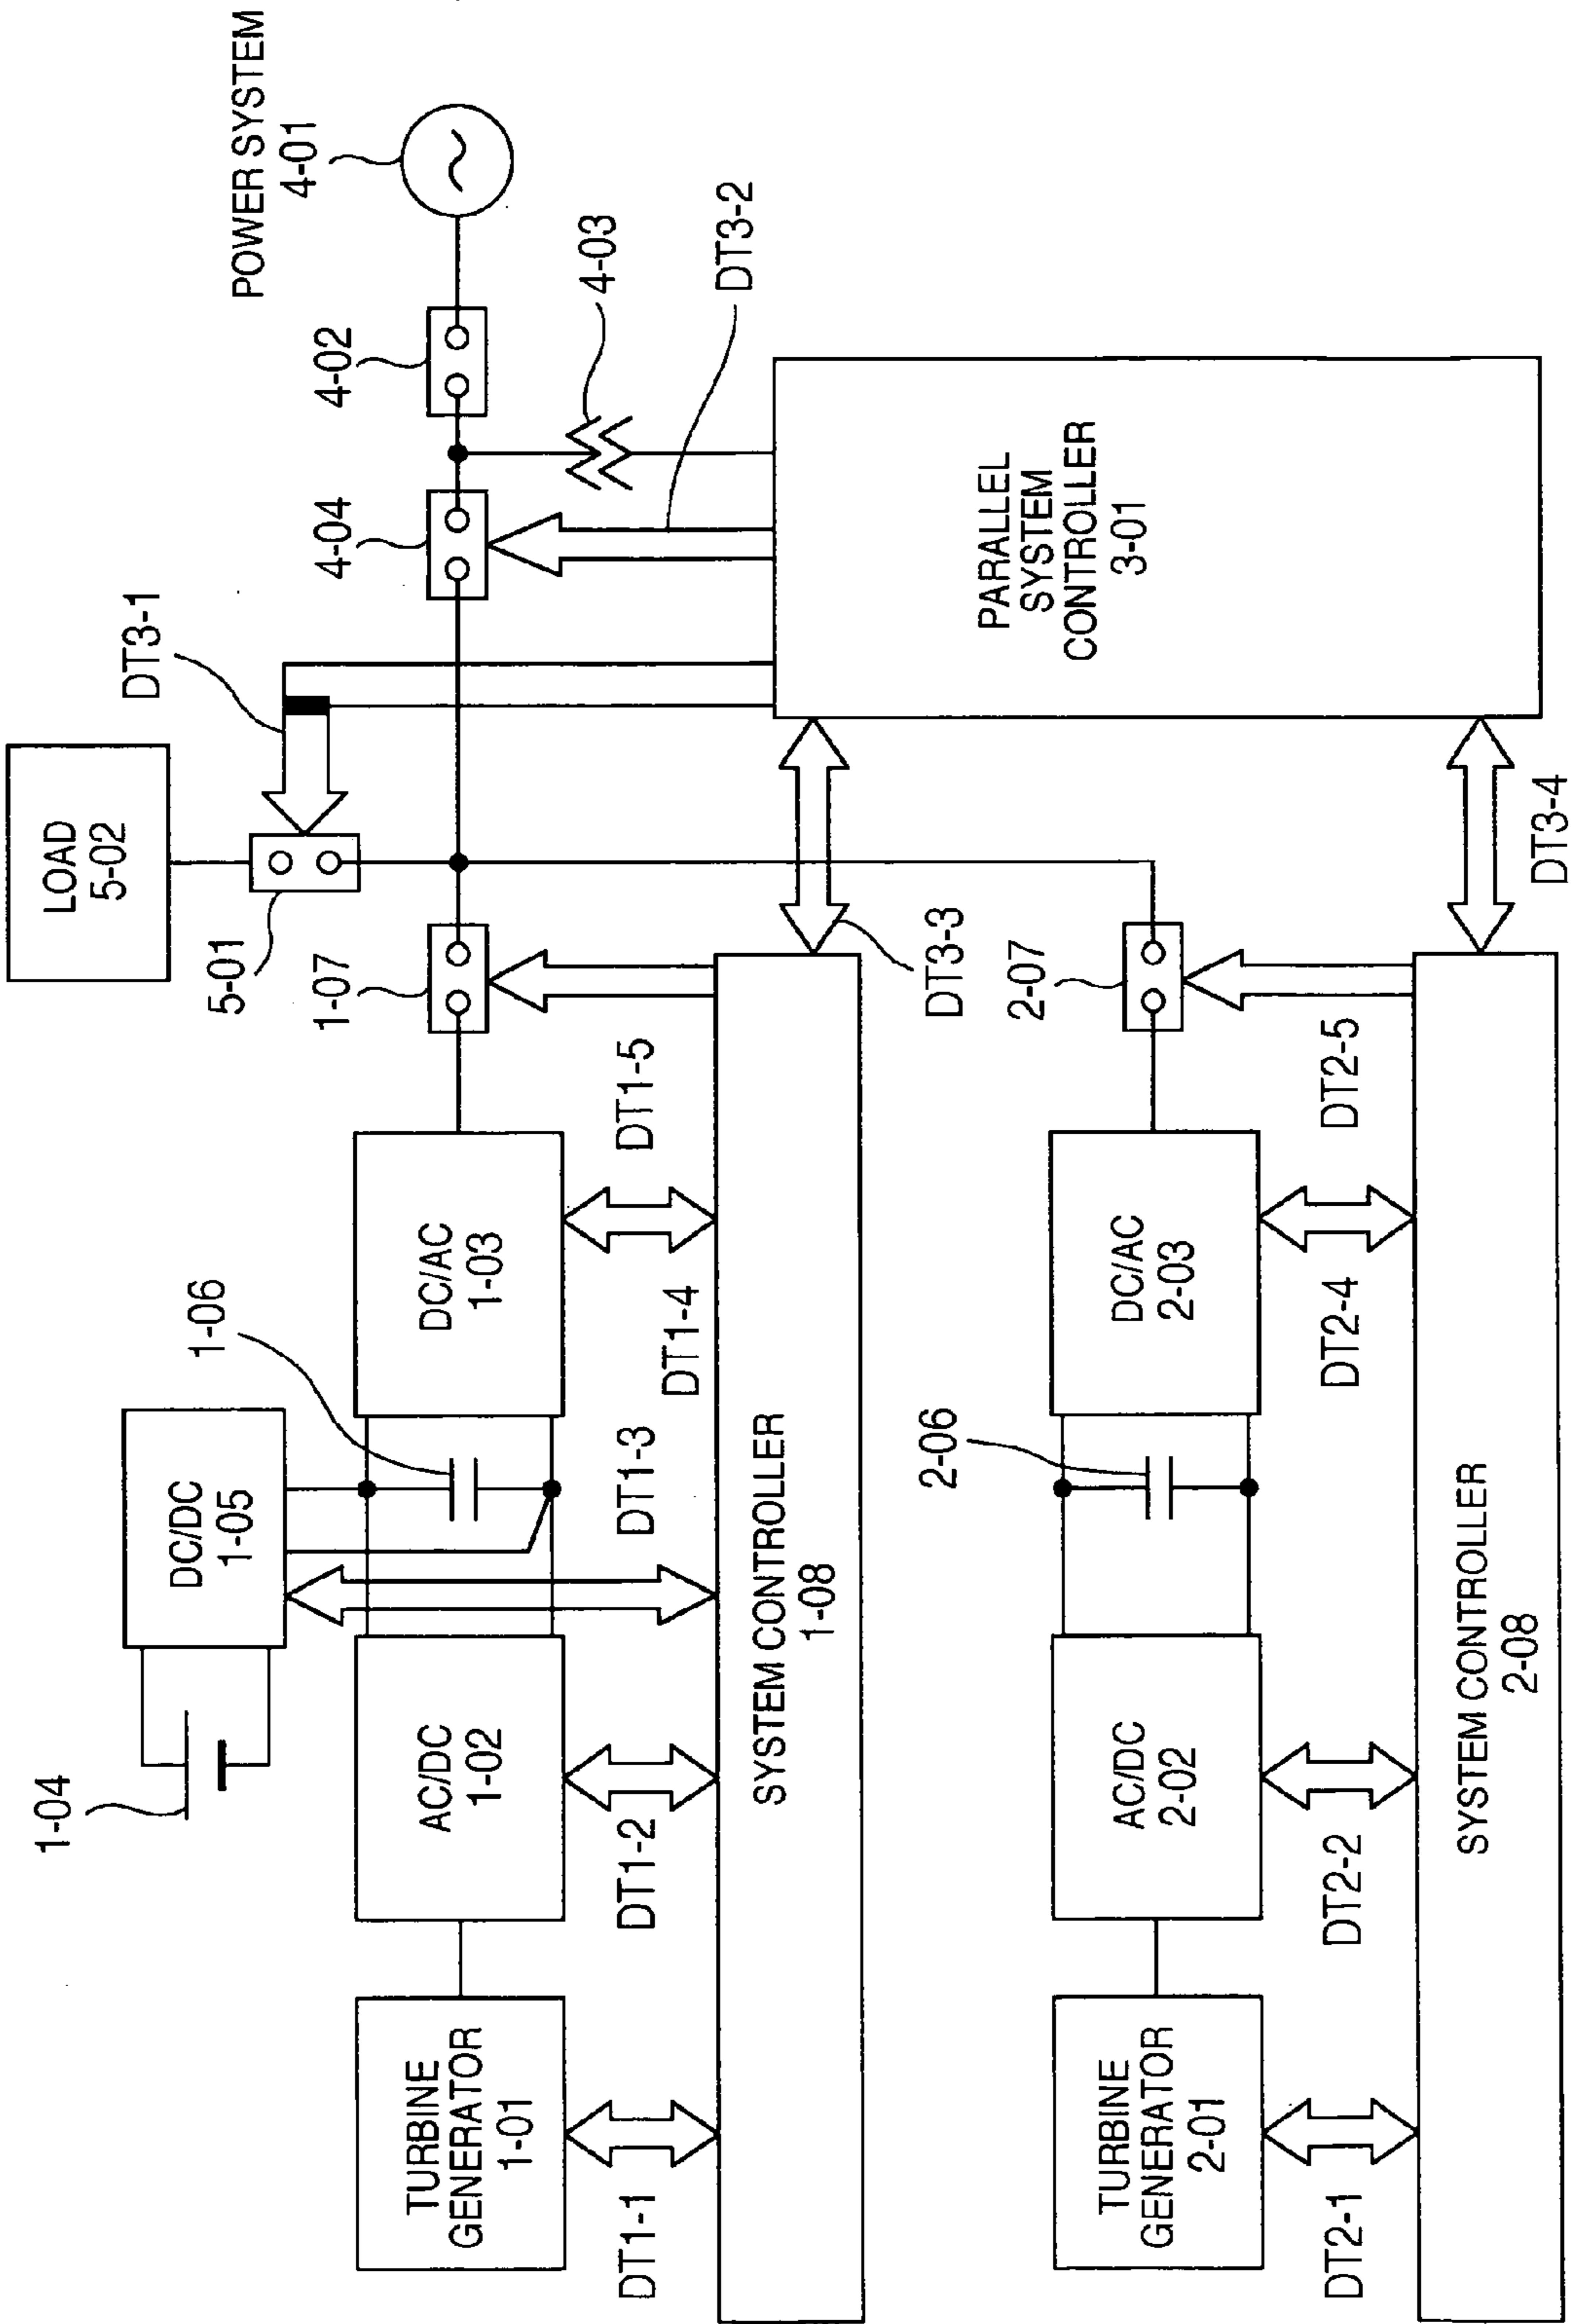 POWER SYSTEM
4-01
4-02
4-03
4-04
DT3-2
DT3-1
LOAD
5-02
5-01
PARALLEL
SYSTEM
CONTROLLER
3-01
DT3-3
DT3-4
1-07
DT1-5
DC/AC
1-03
DT1-4
1-06
DC/DC
1-05
DT1-3
1-04
AC/DC
1-02
DT1-2
TURBINE
GENERATOR
1-01
DT1-1
SYSTEM CONTROLLER
1-08
2-07
DT2-5
DC/AC
2-03
DT2-4
2-06
AC/DC
2-02
DT2-2
TURBINE
GENERATOR
2-01
DT2-1
SYSTEM CONTROLLER
2-08